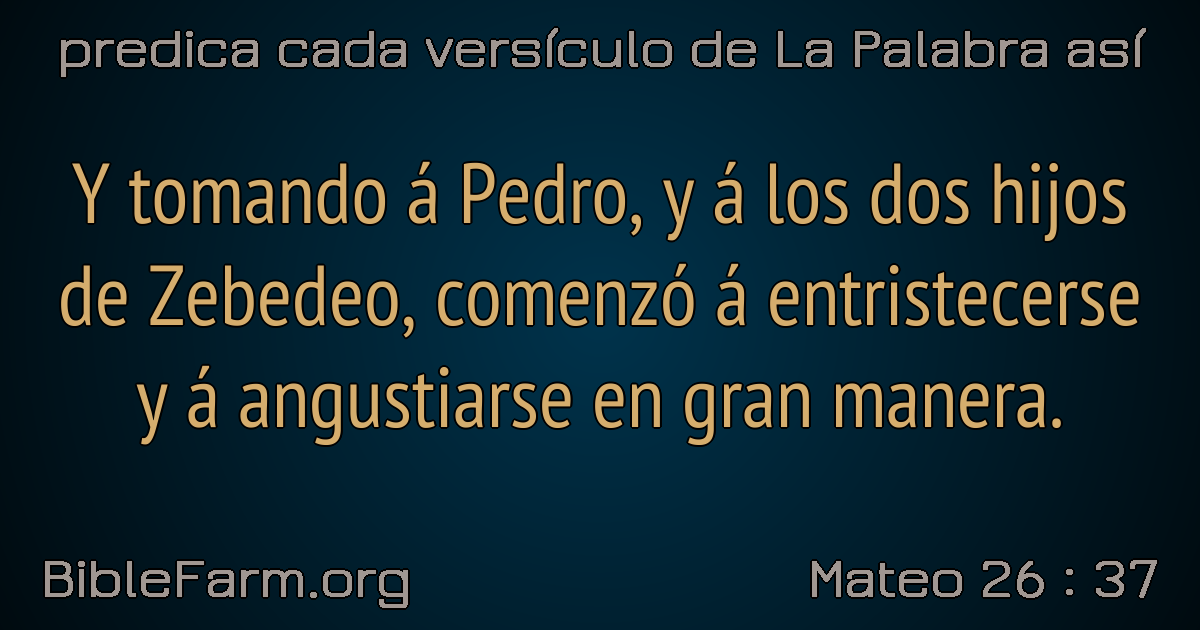 predica cada versículo de La Palabra así
Y tomando á Pedro, y á los dos hijos
de Zebedeo, comenzó á entristecerse
y á angustiarse en gran manera.
BibleFarm.org
Mateo 26 : 37